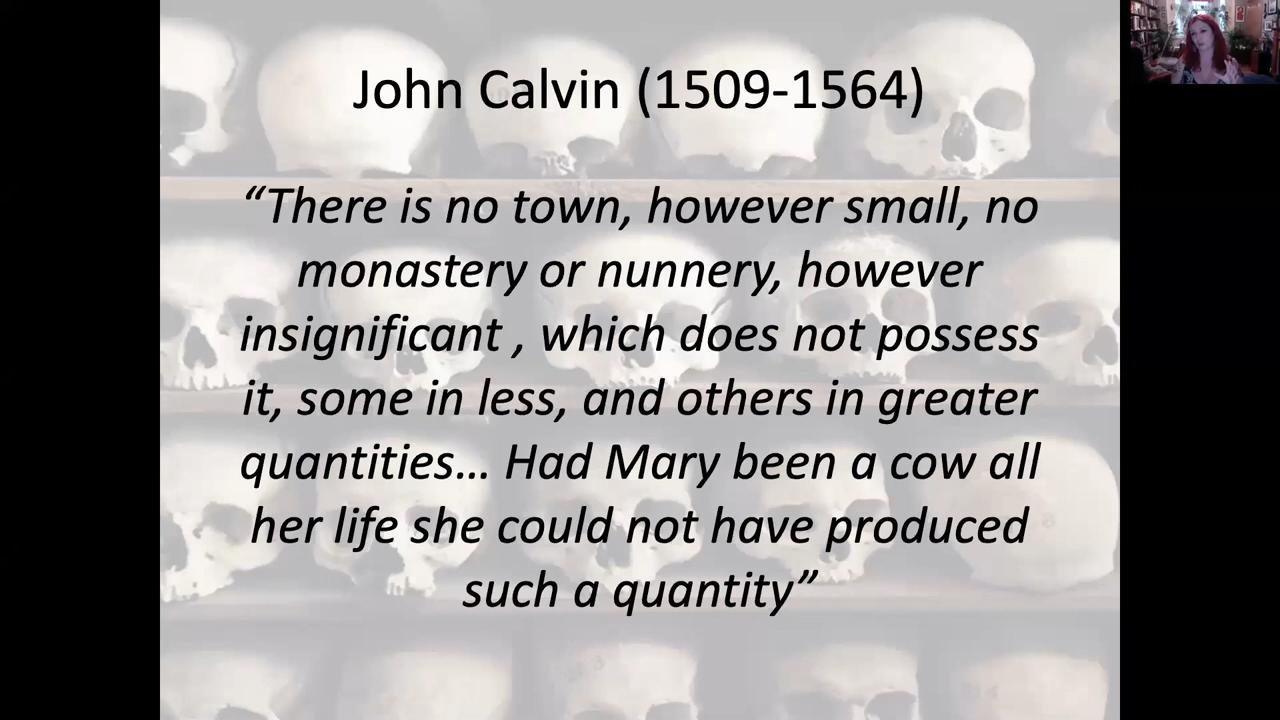 John Calvin (1509-1564)
“There is no town, however small, no
monastery or nunnery, however
insignificant , which does not possess
it, some in less, and others in greater
quantities… Had Mary been a cow all
her life she could not have produced
such a quantity”